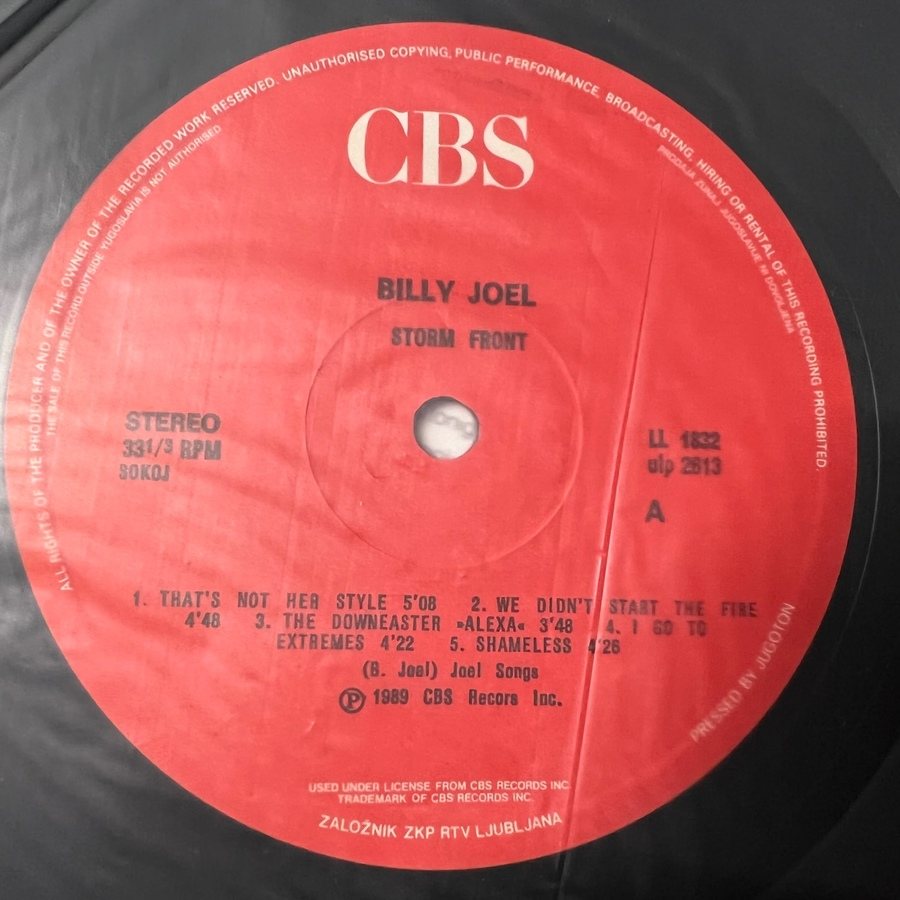 ALL RIGHTS OF THE PRODUCER AND OF THE OWNER OF THE RECORDED WORK RESERVED. UNAUTHORISED COPYING, PUBLIC PERFORMANCE, BROADCASTING, HIRING OR RENTAL OF THIS RECORDING PROHIBITED.
THE SALE OF THIS RECORD OUTSIDE YUGOSLAVIA IS NOT AUTHORISED
PRODAJA ZUNAJ JUGOSLAVIJE NI DOVOLJENA
CBS
BILLY JOEL
STORM FRONT
STEREO
33 1/3 RPM
SOKOJ
LL 1832
ulp 2613
A
1. THAT'S NOT HER STYLE 5'08 2. WE DIDN'T START THE FIRE
4'48 3. THE DOWNEASTER »ALEXA« 3'48 4. I GO TO
EXTREMES 4'22 5. SHAMELESS 4'26
(B. Joel) Joel Songs
Ⓟ 1989 CBS Recors Inc.
PRESSED BY JUGOTON
USED UNDER LICENSE FROM CBS RECORDS INC
TRADEMARK OF CBS RECORDS INC
ZALOŽNIK ZKP RTV LJUBLJANA